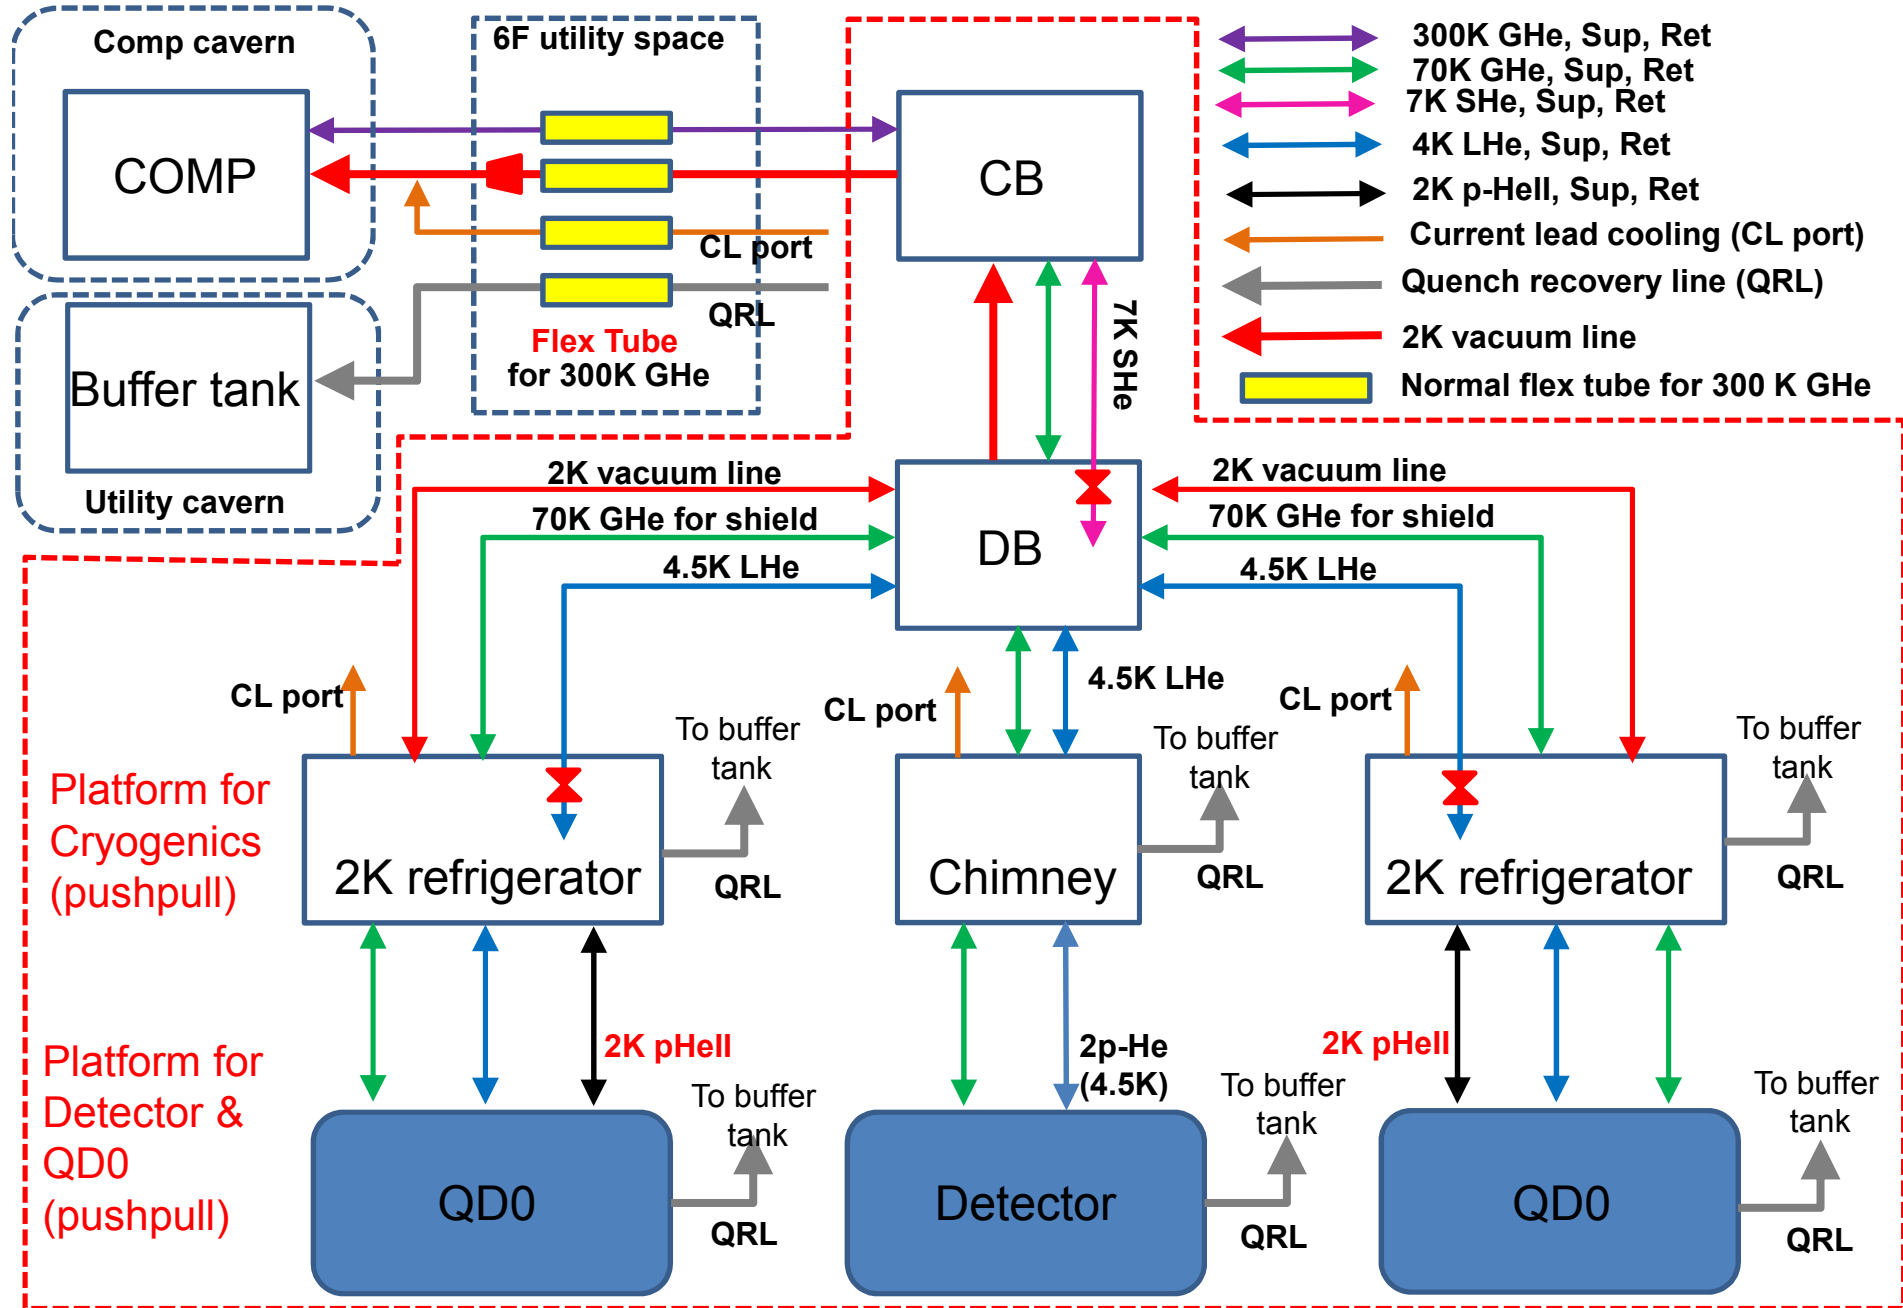 Comp cavern
COMP
6F utility space
CL port
QRL
Flex Tube
for 300K GHe
Buffer tank
Utility cavern
CB
7K SHe
300K GHe, Sup, Ret
70K GHe, Sup, Ret
7K SHe, Sup, Ret
4K LHe, Sup, Ret
2K p-HeII, Sup, Ret
Current lead cooling (CL port)
Quench recovery line (QRL)
2K vacuum line
Normal flex tube for 300 K GHe
2K vacuum line
70K GHe for shield
4.5K LHe
DB
2K vacuum line
70K GHe for shield
4.5K LHe
CL port
To buffer
tank
CL port
4.5K LHe
To buffer
tank
CL port
To buffer
tank
Platform for
Cryogenics
(pushpull)
2K refrigerator
QRL
Chimney
QRL
2K refrigerator
QRL
Platform for
Detector &
QD0
(pushpull)
2K pHeII
2p-He
(4.5K)
2K pHeII
To buffer
tank
To buffer
tank
To buffer
tank
QD0
QRL
Detector
QRL
QD0
QRL